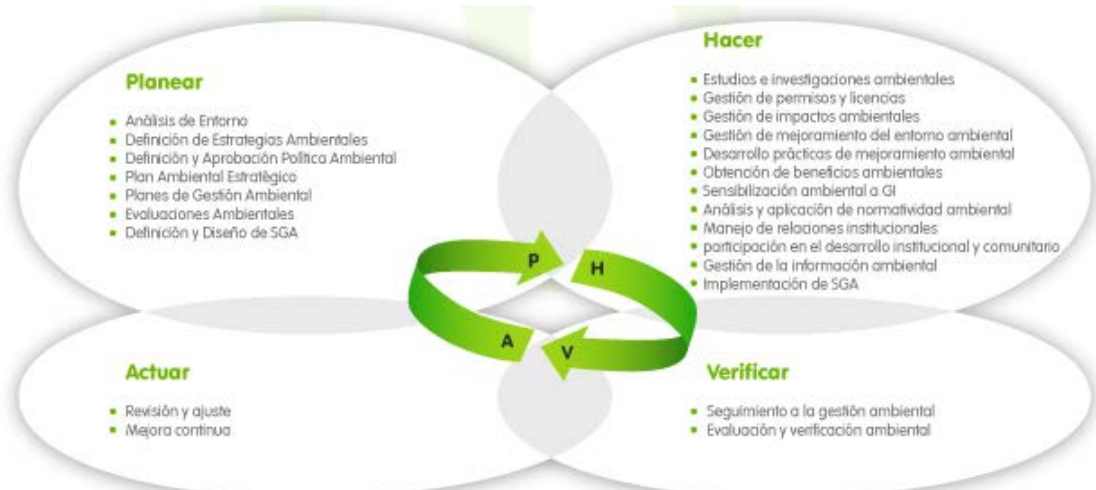 Planear
Análisis de Entorno
Definición de Estrategias Ambientales
Definición y Aprobación Política Ambiental
Plan Ambiental Estratégico
Planes de Gestión Ambiental
Evaluaciones Ambientales
Definición y Diseño de SGA
Hacer
Estudios e investigaciones ambientales
Gestión de permisos y licencias
Gestión de impactos ambientales
Gestión de mejoramiento del entorno ambiental
Desarrollo prácticas de mejoramiento ambiental
Obtención de beneficios ambientales
Sensibilización ambiental a GI
Análisis y aplicación de normatividad ambiental
Manejo de relaciones institucionales
participación en el desarrollo institucional y comunitario
Gestión de la información ambiental
Implementación de SGA
P
H
A
V
Actuar
Revisión y ajuste
Mejora continua
Verificar
Seguimiento a la gestión ambiental
Evaluación y verificación ambiental